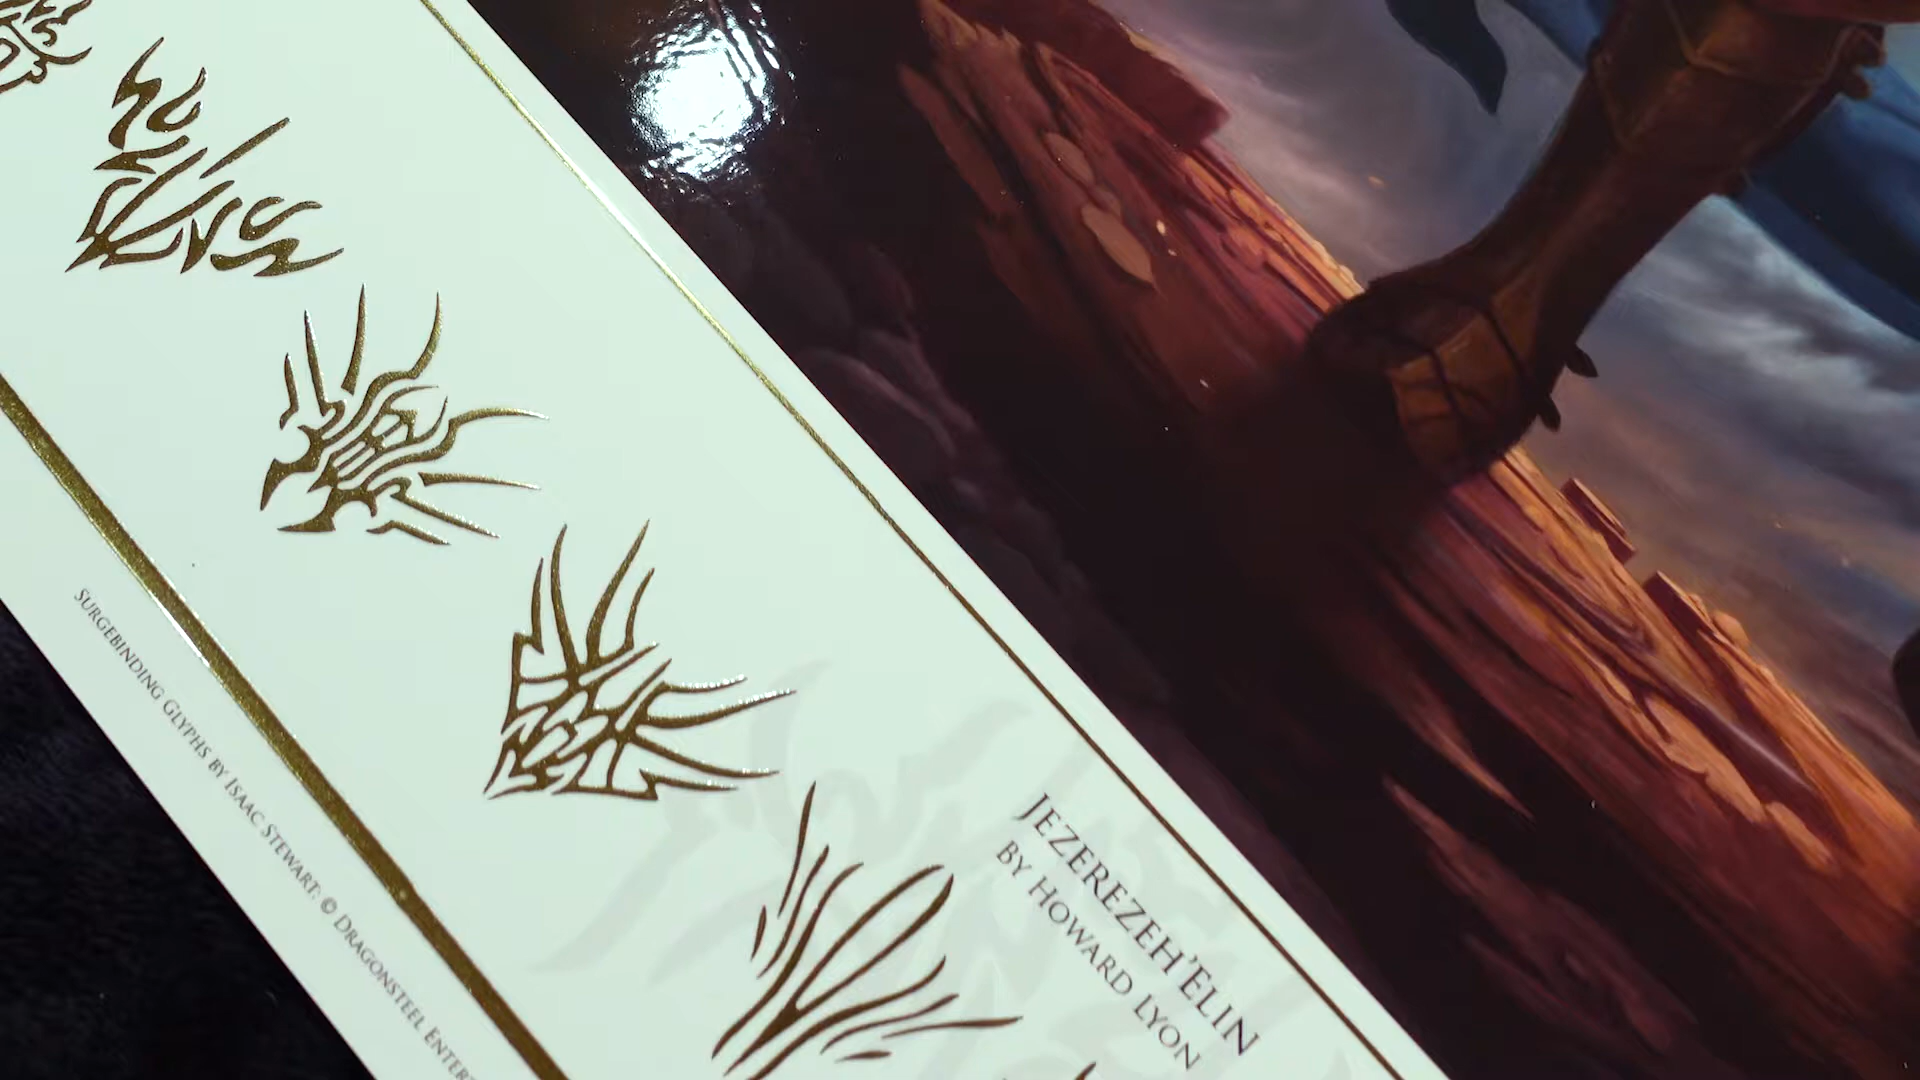 Jezerezeh'Elin
by Howard Lyon
Surgebinding Glyphs by Isaac Stewart: © Dragonsteel